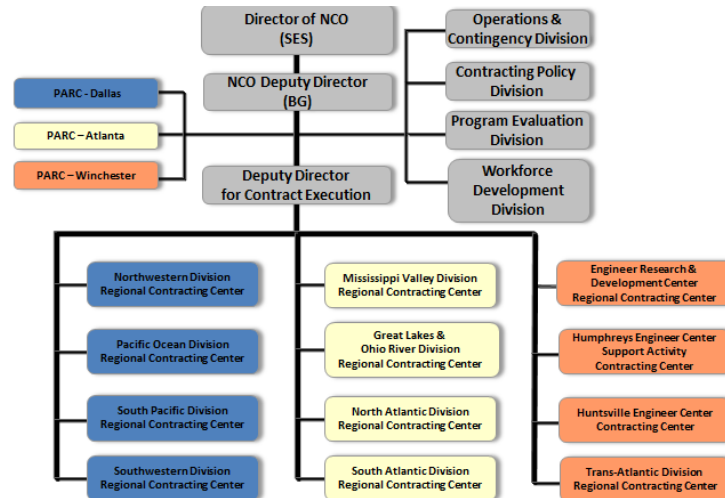 Director of NCO
(SES)
NCO Deputy Director
(BG)
Deputy Director
for Contract Execution
Operations &
Contingency Division
Contracting Policy
Division
Program Evaluation
Division
Workforce
Development
Division
PARC - Dallas
PARC – Atlanta
PARC – Winchester
Northwestern Division
Regional Contracting Center
Pacific Ocean Division
Regional Contracting Center
South Pacific Division
Regional Contracting Center
Southwestern Division
Regional Contracting Center
Mississippi Valley Division
Regional Contracting Center
Great Lakes &
Ohio River Division
Regional Contracting Center
North Atlantic Division
Regional Contracting Center
South Atlantic Division
Regional Contracting Center
Engineer Research &
Development Center
Regional Contracting Center
Humphreys Engineer Center
Support Activity
Contracting Center
Huntsville Engineer Center
Contracting Center
Trans-Atlantic Division
Regional Contracting Center